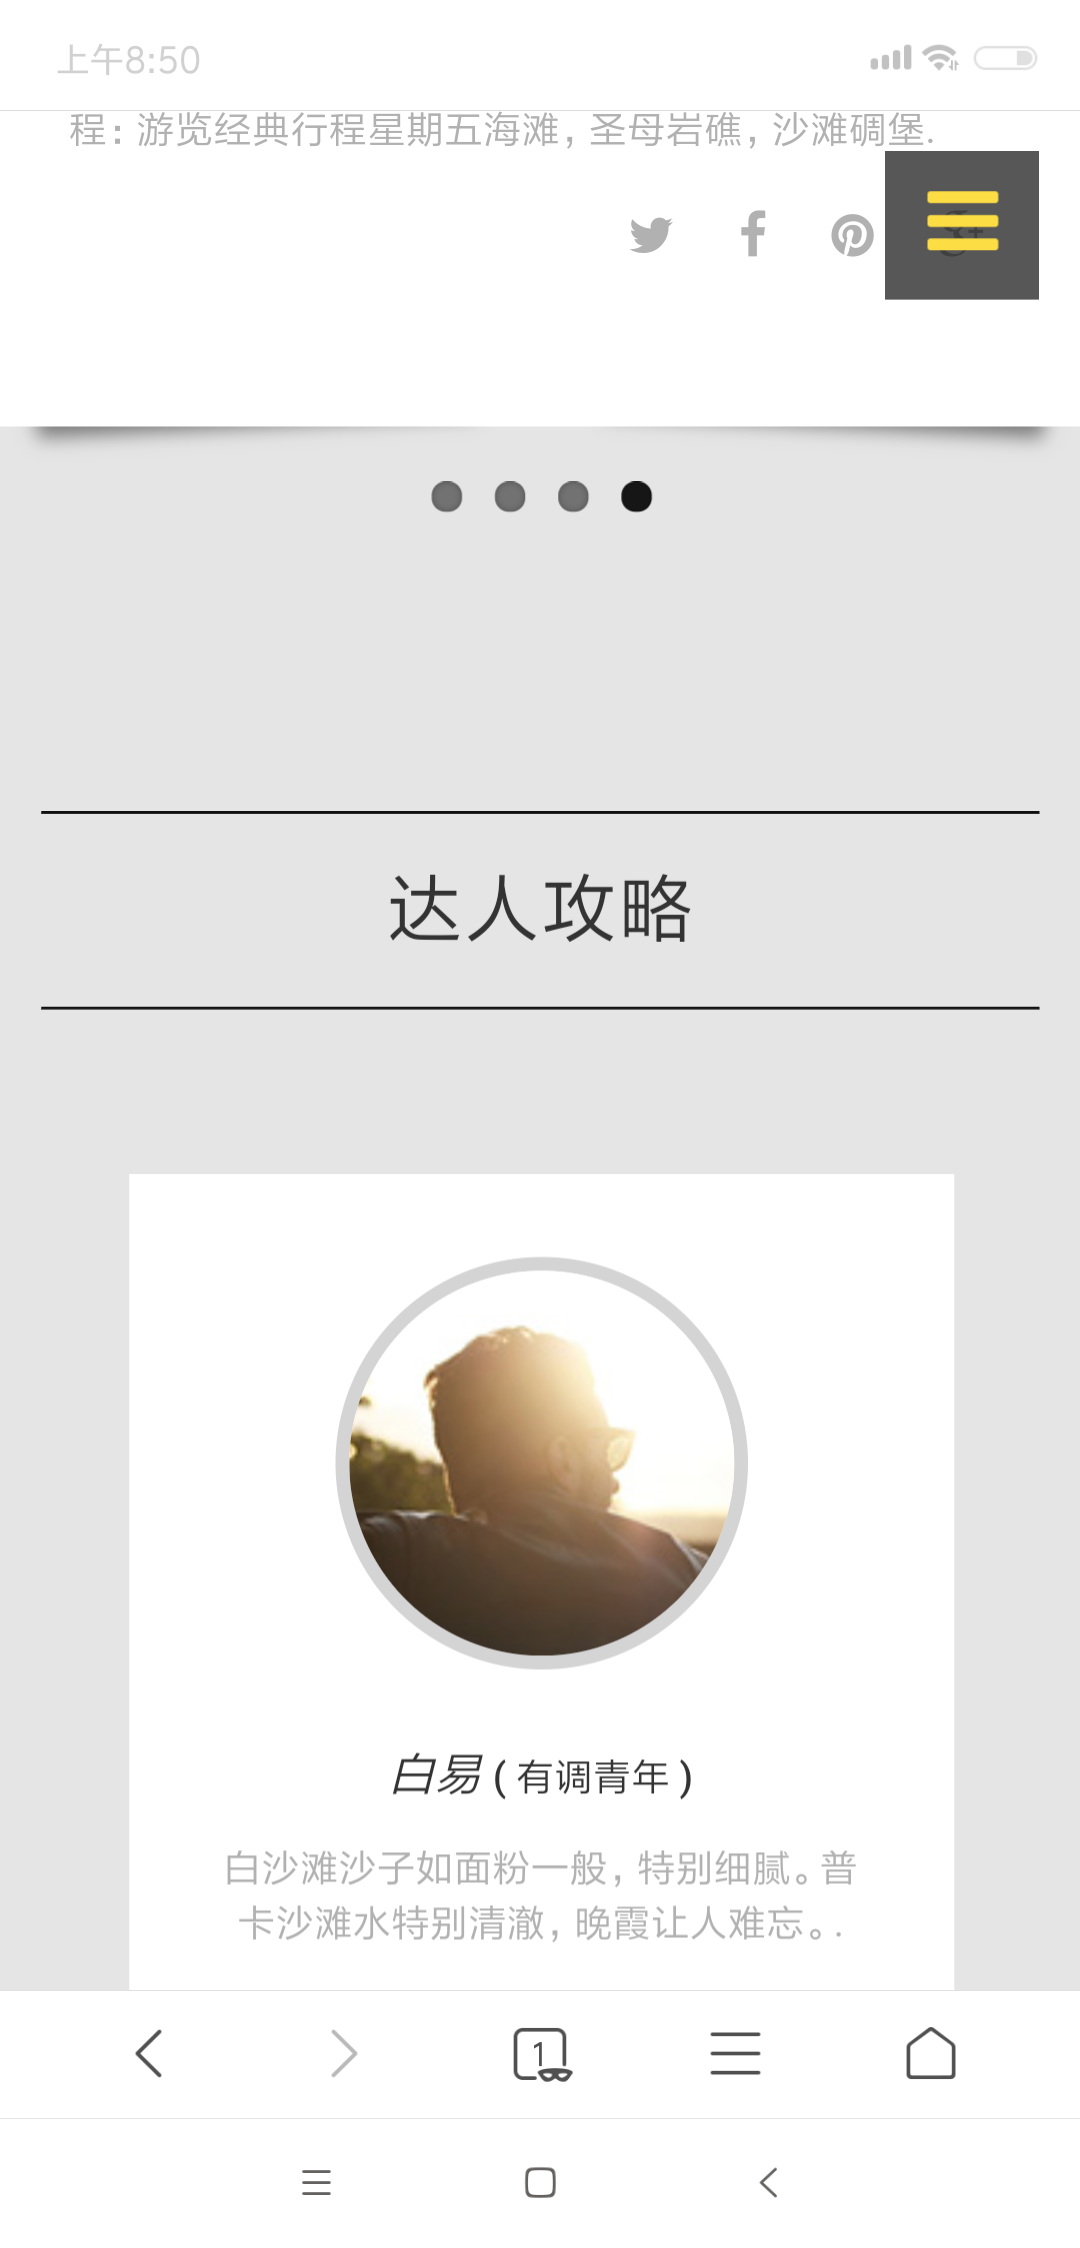 上午8:50
程：游览经典行程星期五海滩，圣母岩礁，沙滩碉堡.
达人攻略
白易 ( 有调青年 )
白沙滩沙子如面粉一般，特别细腻。普
卡沙滩水特别清澈，晚霞让人难忘。.
1